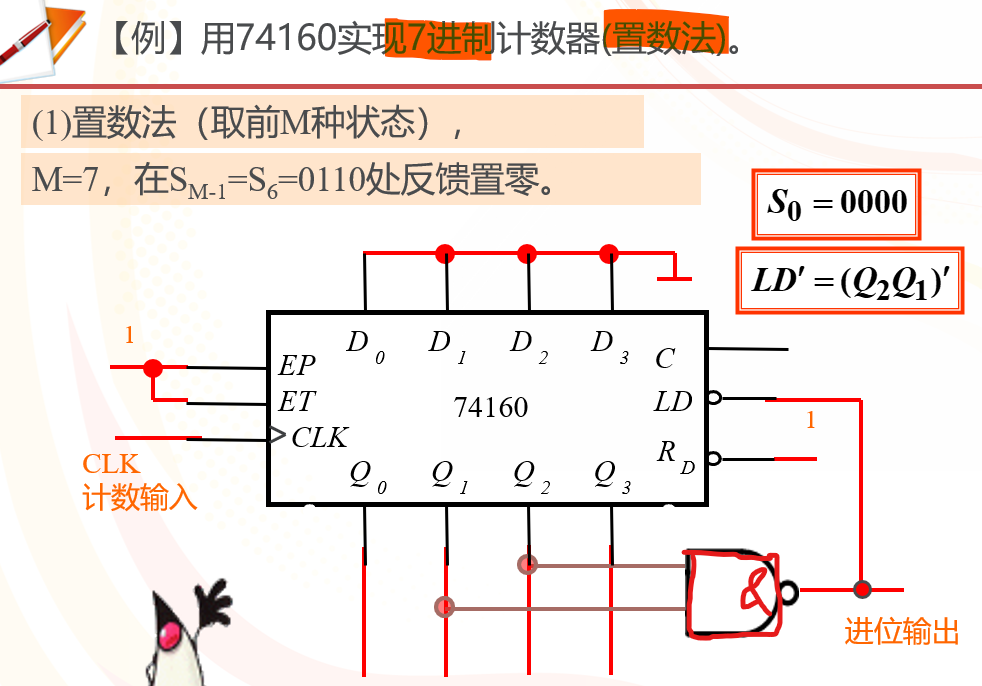 【例】用74160实现7进制计数器(置数法)。
(1)置数法（取前M种状态）,
M=7，在S_{M-1}=S_6=0110处反馈置零。
S_0 = 0000
LD′ = (Q_2Q_1)′
1
D_0 D_1 D_2 D_3 C
EP
ET 74160 LD
1
CLK R_D
CLK
计数输入
Q_0 Q_1 Q_2 Q_3
&
进位输出